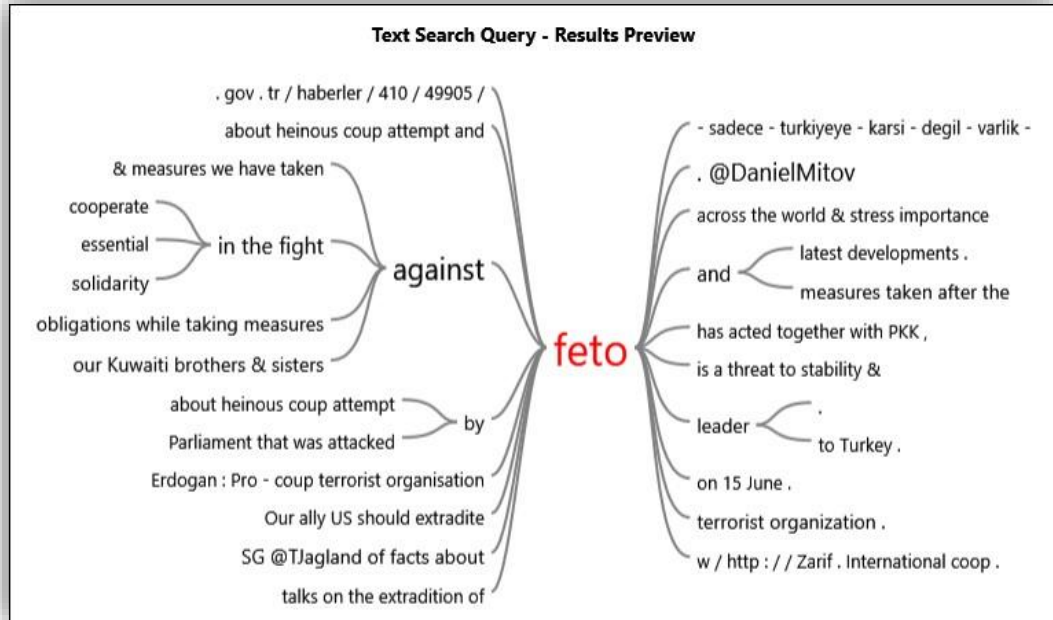 Text Search Query - Results Preview
. gov . tr / haberler / 410 / 49905 /
about heinous coup attempt and
& measures we have taken
cooperate
essential
solidarity
in the fight
obligations while taking measures
our Kuwaiti brothers & sisters
against
about heinous coup attempt
Parliament that was attacked
by
Erdogan : Pro - coup terrorist organisation
Our ally US should extradite
SG @TJagland of facts about
talks on the extradition of
feto
- sadece - turkiyeye - karsi - degil - varlik -
. @DanielMitov
across the world & stress importance
and
latest developments .
measures taken after the
has acted together with PKK ,
is a threat to stability &
leader
.
to Turkey .
on 15 June .
terrorist organization .
w / http : / / Zarif . International coop .